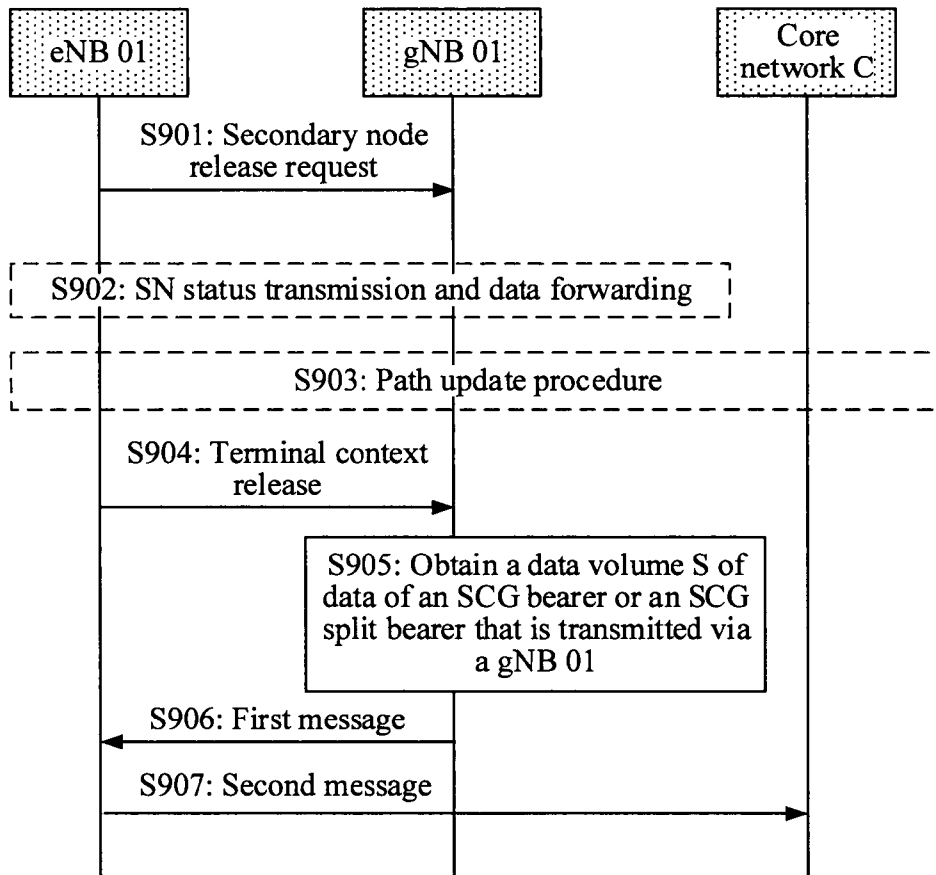 eNB 01
gNB 01
Core
network C
S901: Secondary node
release request
S902: SN status transmission and data forwarding
S903: Path update procedure
S904: Terminal context
release
S905: Obtain a data volume S of
data of an SCG bearer or an SCG
split bearer that is transmitted via
a gNB 01
S906: First message
S907: Second message